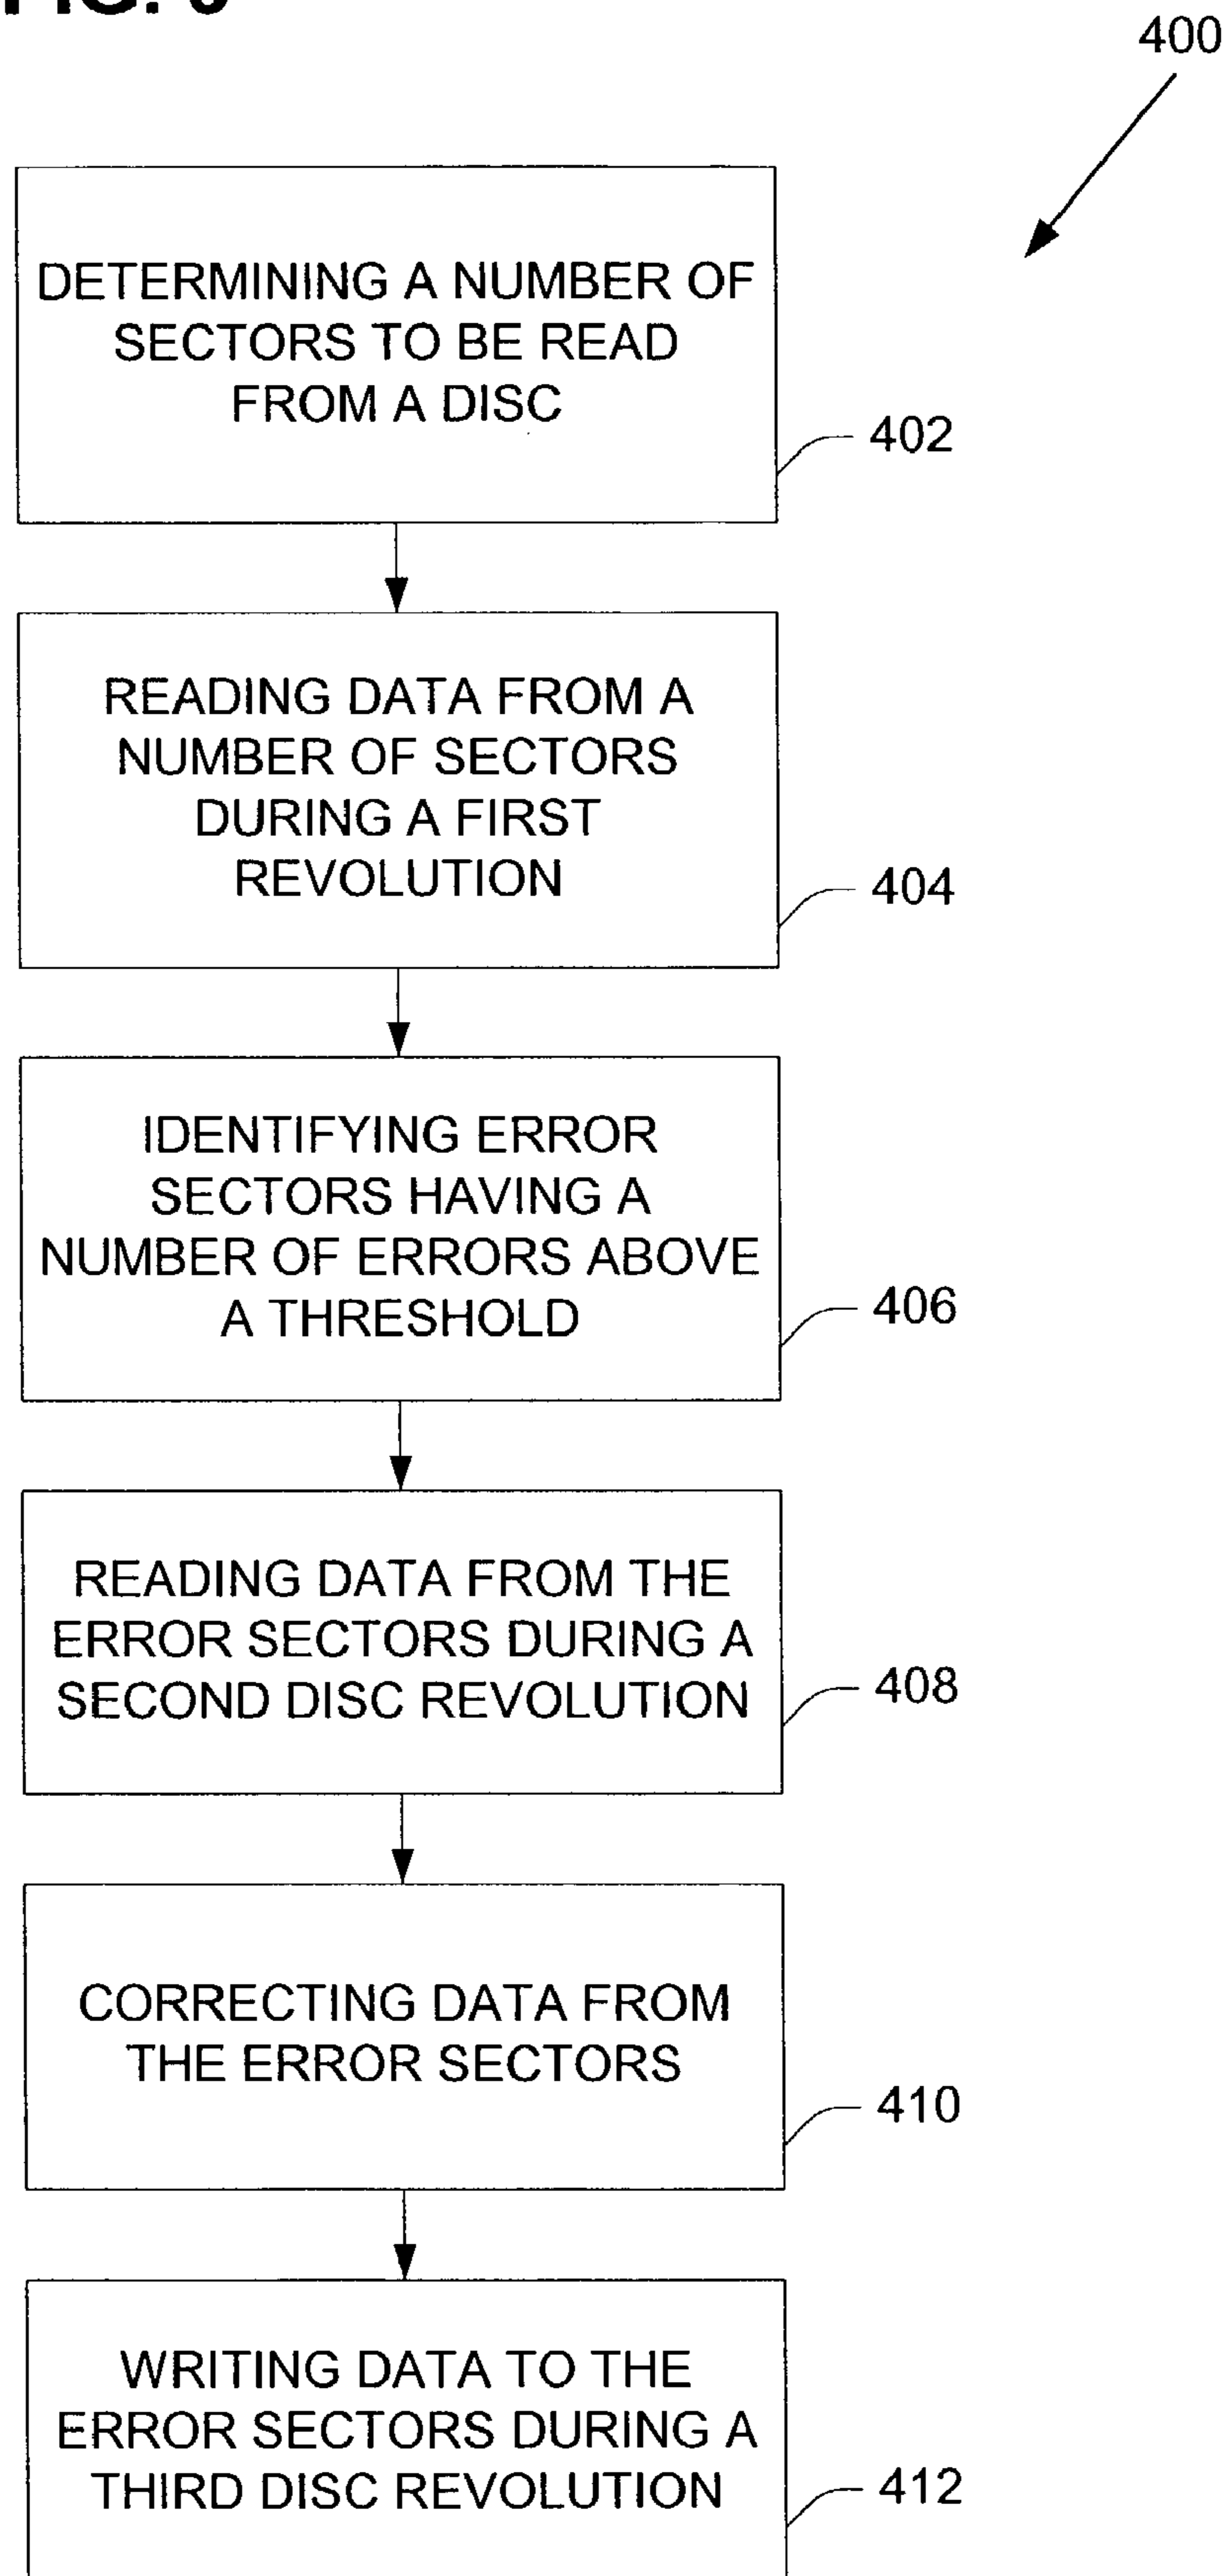 400
DETERMINING A NUMBER OF
SECTORS TO BE READ
FROM A DISC
402
READING DATA FROM A
NUMBER OF SECTORS
DURING A FIRST
REVOLUTION
404
IDENTIFYING ERROR
SECTORS HAVING A
NUMBER OF ERRORS ABOVE
A THRESHOLD
406
READING DATA FROM THE
ERROR SECTORS DURING A
SECOND DISC REVOLUTION
408
CORRECTING DATA FROM
THE ERROR SECTORS
410
WRITING DATA TO THE
ERROR SECTORS DURING A
THIRD DISC REVOLUTION
412